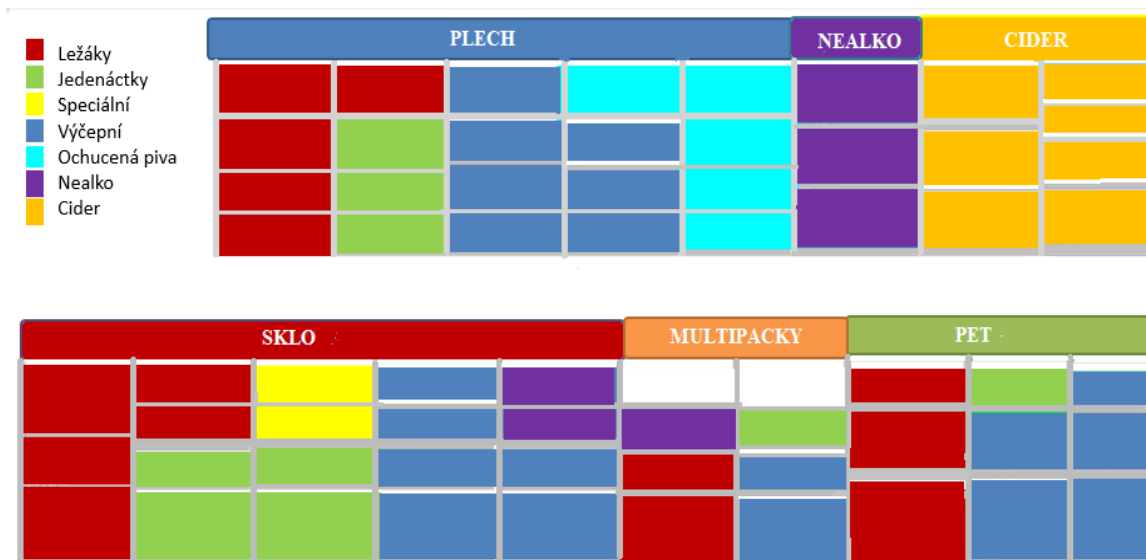 PLECH NEALKO CIDER
Ležáky
Jedenáctky
Speciální
Výčepní
Ochucená piva
Nealko
Cider
SKLO MULTIPACKY PET